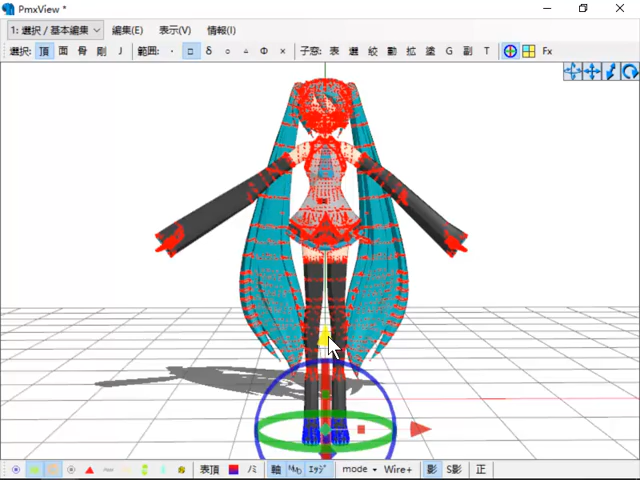 PmxView *
1: 選択 / 基本編集 編集(E) 表示(V) 情報(I)
選択: 頂 面 骨 剛 J 範囲: 子窓: 表 選 絞 動 拡 塗 G 副 T Fx
表頂 ノミ 軸 エッジ mode Wire+ 影 S影 正